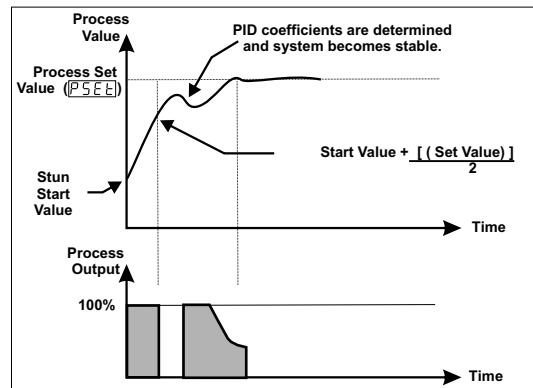 Process
Value
PID coefficients are determined
and system becomes stable.
Process Set
Value (PSEt)
Start Value + [ ( Set Value) ]
2
Stun
Start
Value
Time
Process
Output
100%
Time